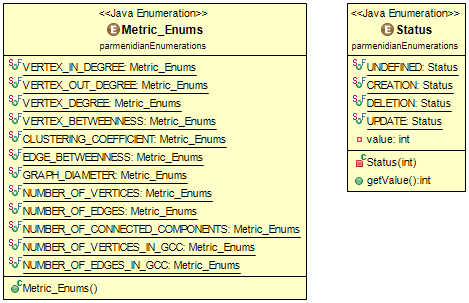 <<Java Enumeration>>
Metric_Enums
parmenidianEnumerations
VERTEX_IN_DEGREE: Metric_Enums
VERTEX_OUT_DEGREE: Metric_Enums
VERTEX_DEGREE: Metric_Enums
VERTEX_BETWEENNESS: Metric_Enums
CLUSTERING_COEFFICIENT: Metric_Enums
EDGE_BETWEENNESS: Metric_Enums
GRAPH_DIAMETER: Metric_Enums
NUMBER_OF_VERTICES: Metric_Enums
NUMBER_OF_EDGES: Metric_Enums
NUMBER_OF_CONNECTED_COMPONENTS: Metric_Enums
NUMBER_OF_VERTICES_IN_GCC: Metric_Enums
NUMBER_OF_EDGES_IN_GCC: Metric_Enums
Metric_Enums()
<<Java Enumeration>>
Status
parmenidianEnumerations
UNDEFINED: Status
CREATION: Status
DELETION: Status
UPDATE: Status
value: int
Status(int)
getValue():int